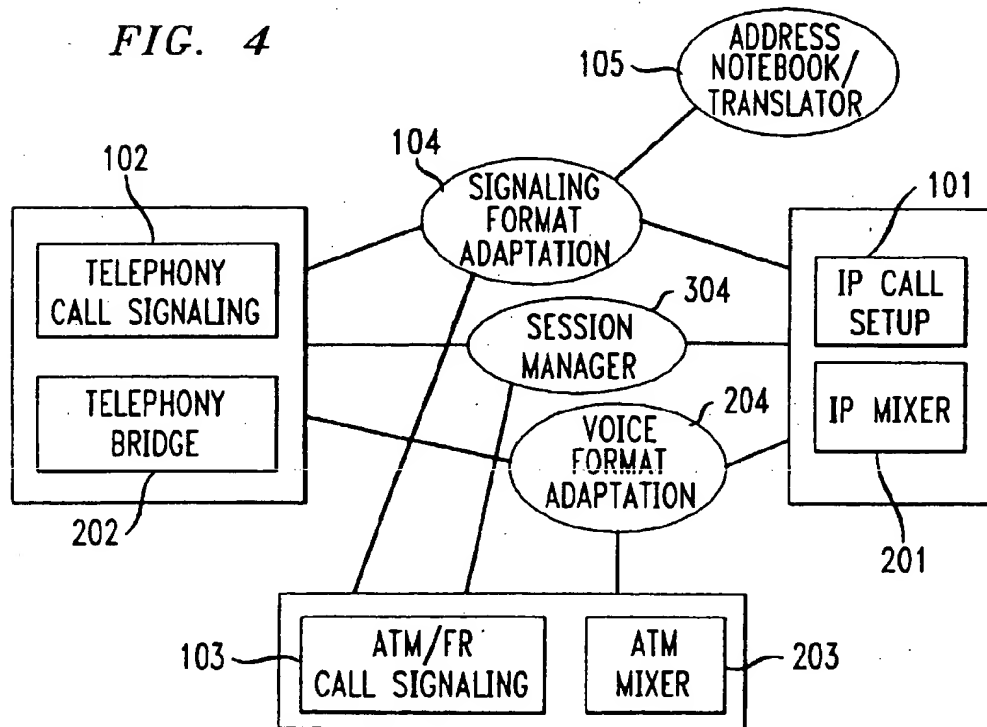 FIG. 4
105
ADDRESS
NOTEBOOK/
TRANSLATOR
102
104
SIGNALING
FORMAT
ADAPTATION
101
TELEPHONY
CALL SIGNALING
IP CALL
SETUP
304
SESSION
MANAGER
TELEPHONY
BRIDGE
IP MIXER
204
VOICE
FORMAT
ADAPTATION
202
201
103
ATM/FR
CALL SIGNALING
ATM
MIXER
203